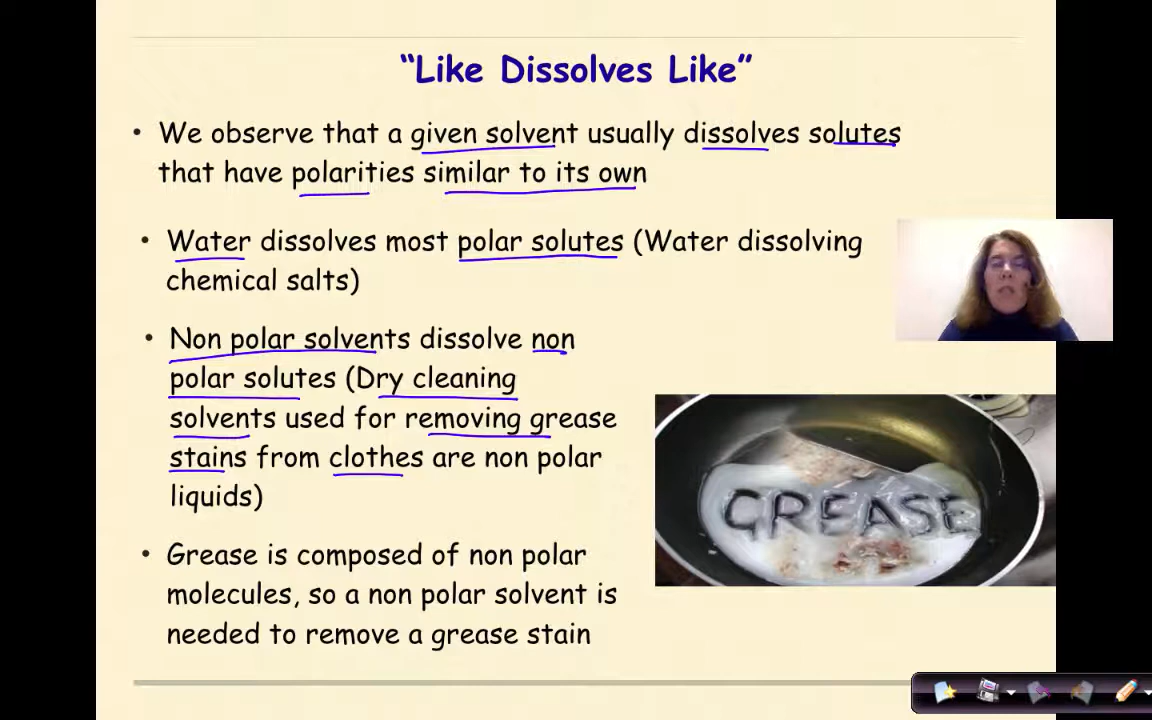 “Like Dissolves Like”
• We observe that a given solvent usually dissolves solutes
that have polarities similar to its own
• Water dissolves most polar solutes (Water dissolving
chemical salts)
• Non polar solvents dissolve non
polar solutes (Dry cleaning
solvents used for removing grease
stains from clothes are non polar
liquids)
GREASE
• Grease is composed of non polar
molecules, so a non polar solvent is
needed to remove a grease stain